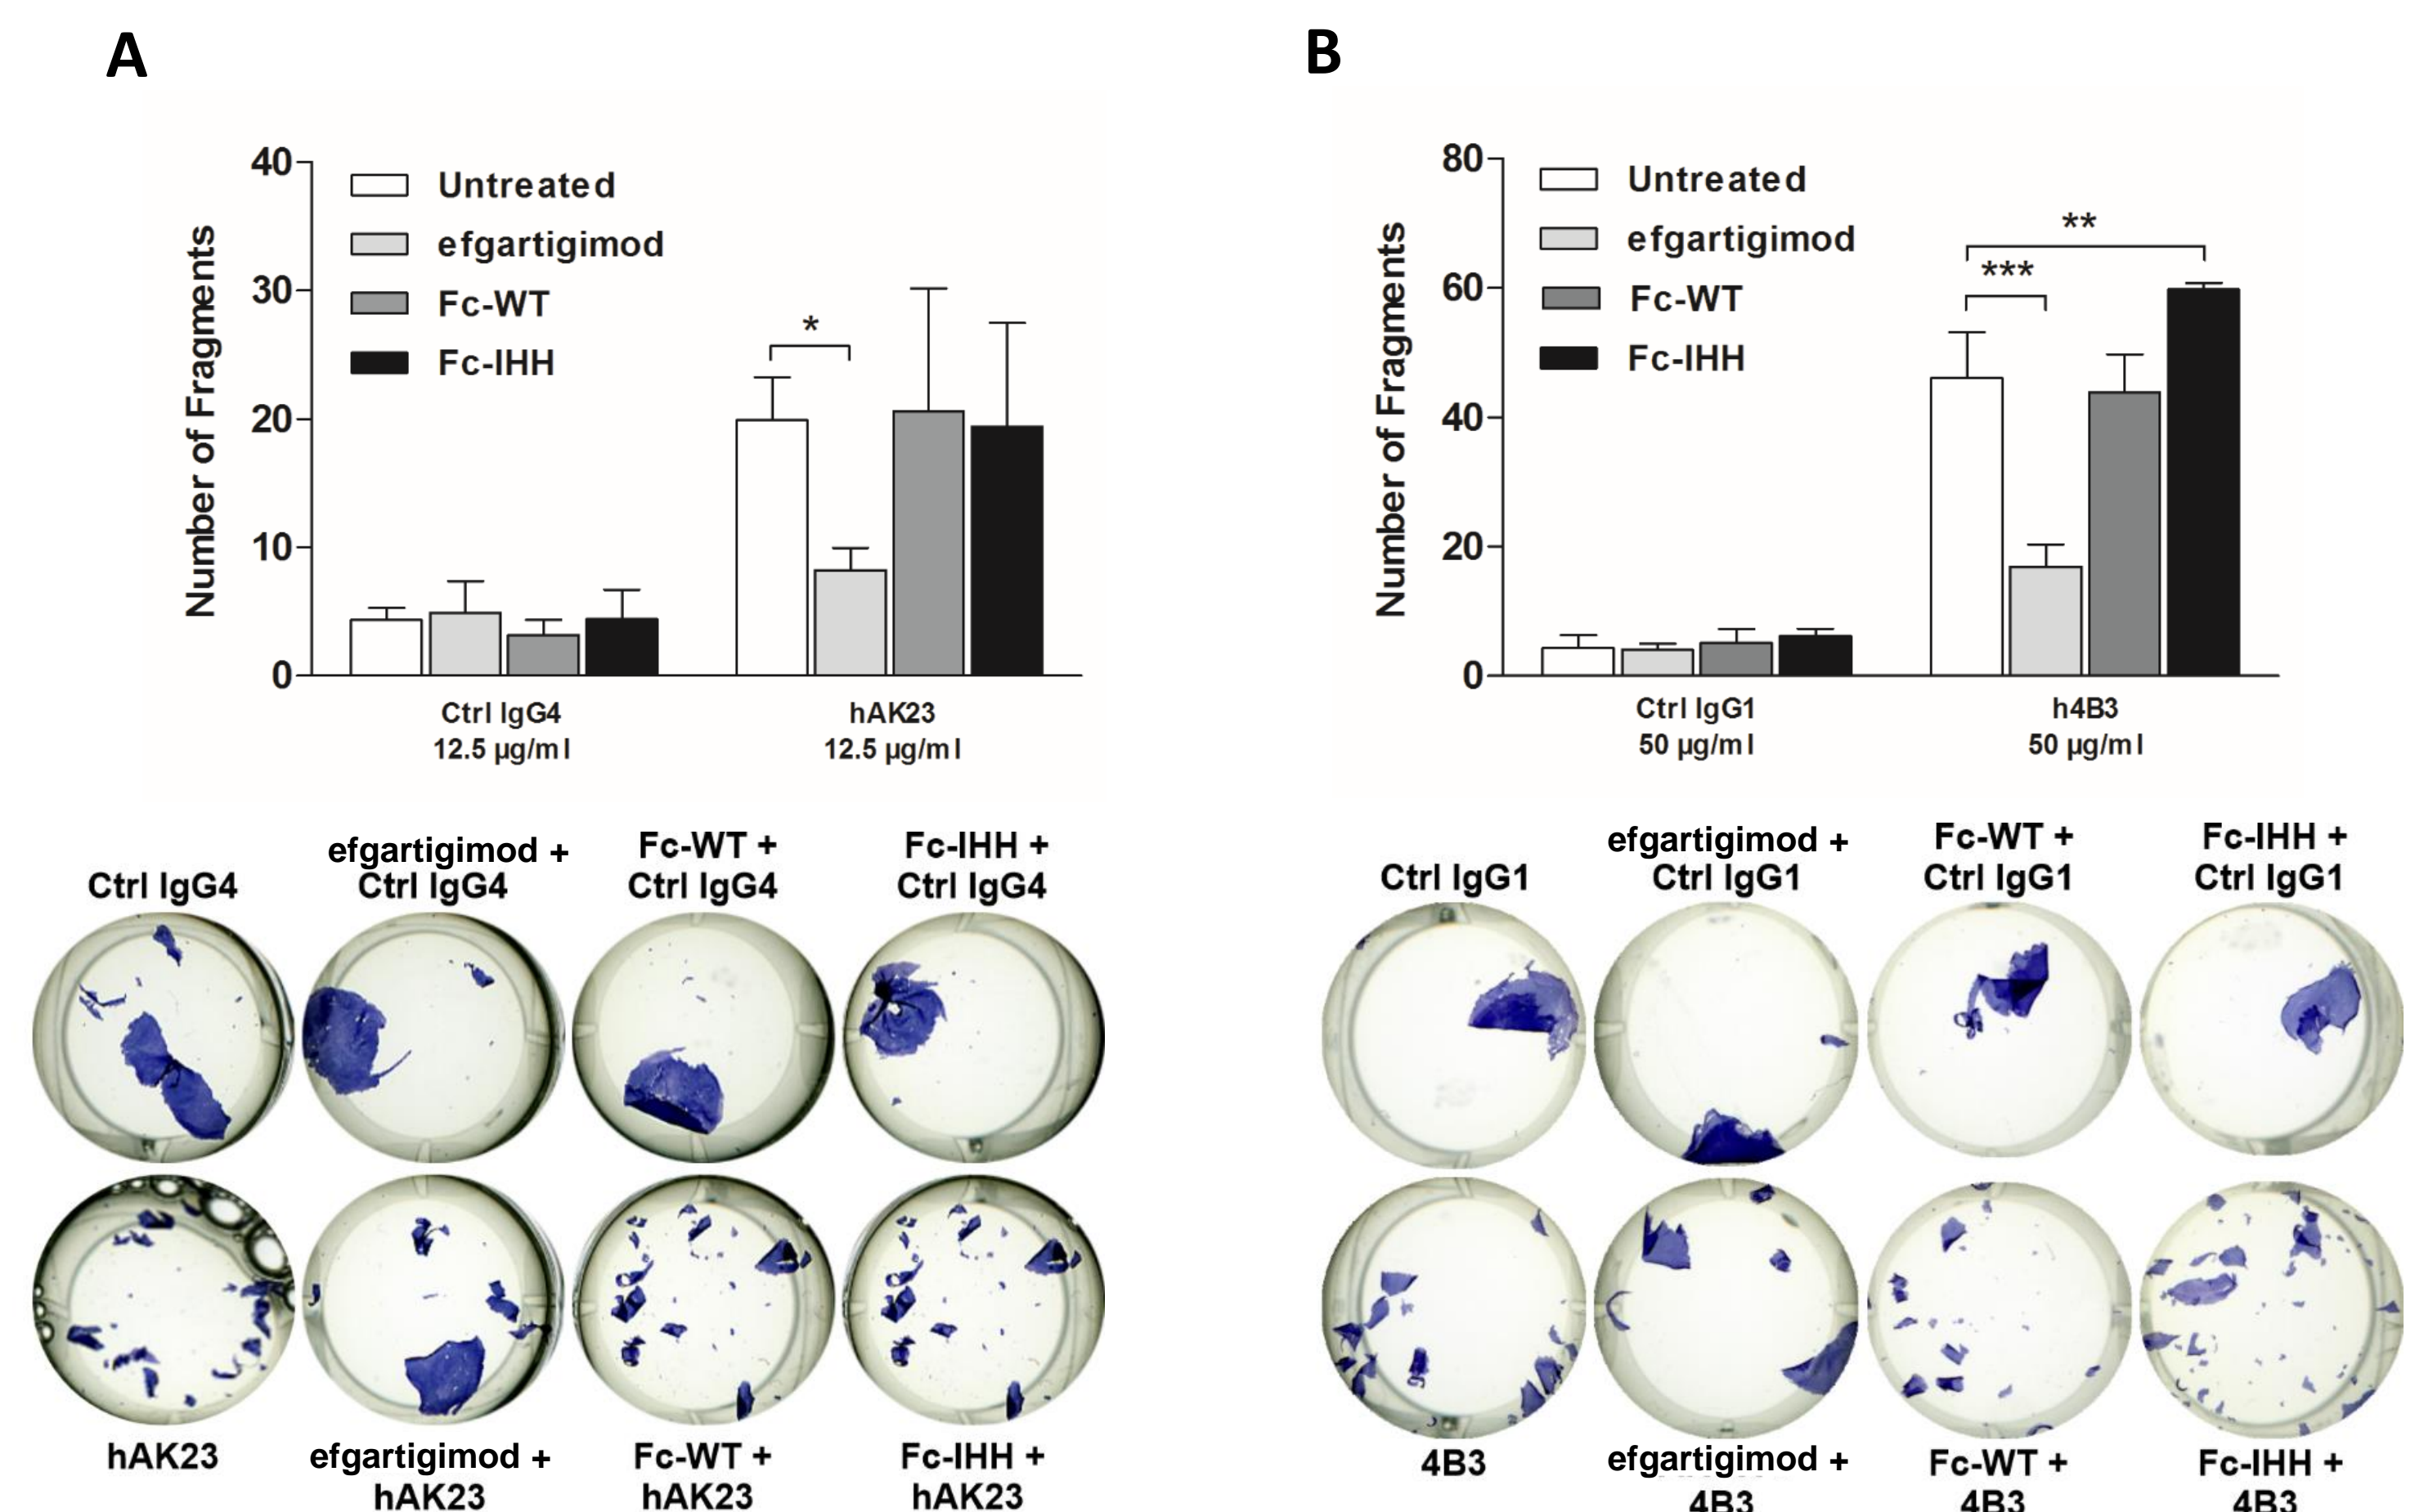 A
40
30
20
10
0
Number of Fragments
Untreated
efgartigimod
Fc-WT
Fc-IHH
*
Ctrl IgG4
12.5 µg/ml
hAK23
12.5 µg/ml
Ctrl IgG4
efgartigimod +
Ctrl IgG4
Fc-WT +
Ctrl IgG4
Fc-IHH +
Ctrl IgG4
hAK23
efgartigimod +
hAK23
Fc-WT +
hAK23
Fc-IHH +
hAK23
B
80
60
40
20
0
Number of Fragments
Untreated
efgartigimod
Fc-WT
Fc-IHH
**
***
Ctrl IgG1
50 µg/ml
h4B3
50 µg/ml
Ctrl IgG1
efgartigimod +
Ctrl IgG1
Fc-WT +
Ctrl IgG1
Fc-IHH +
Ctrl IgG1
4B3
efgartigimod +
4B3
Fc-WT +
4B3
Fc-IHH +
4B3